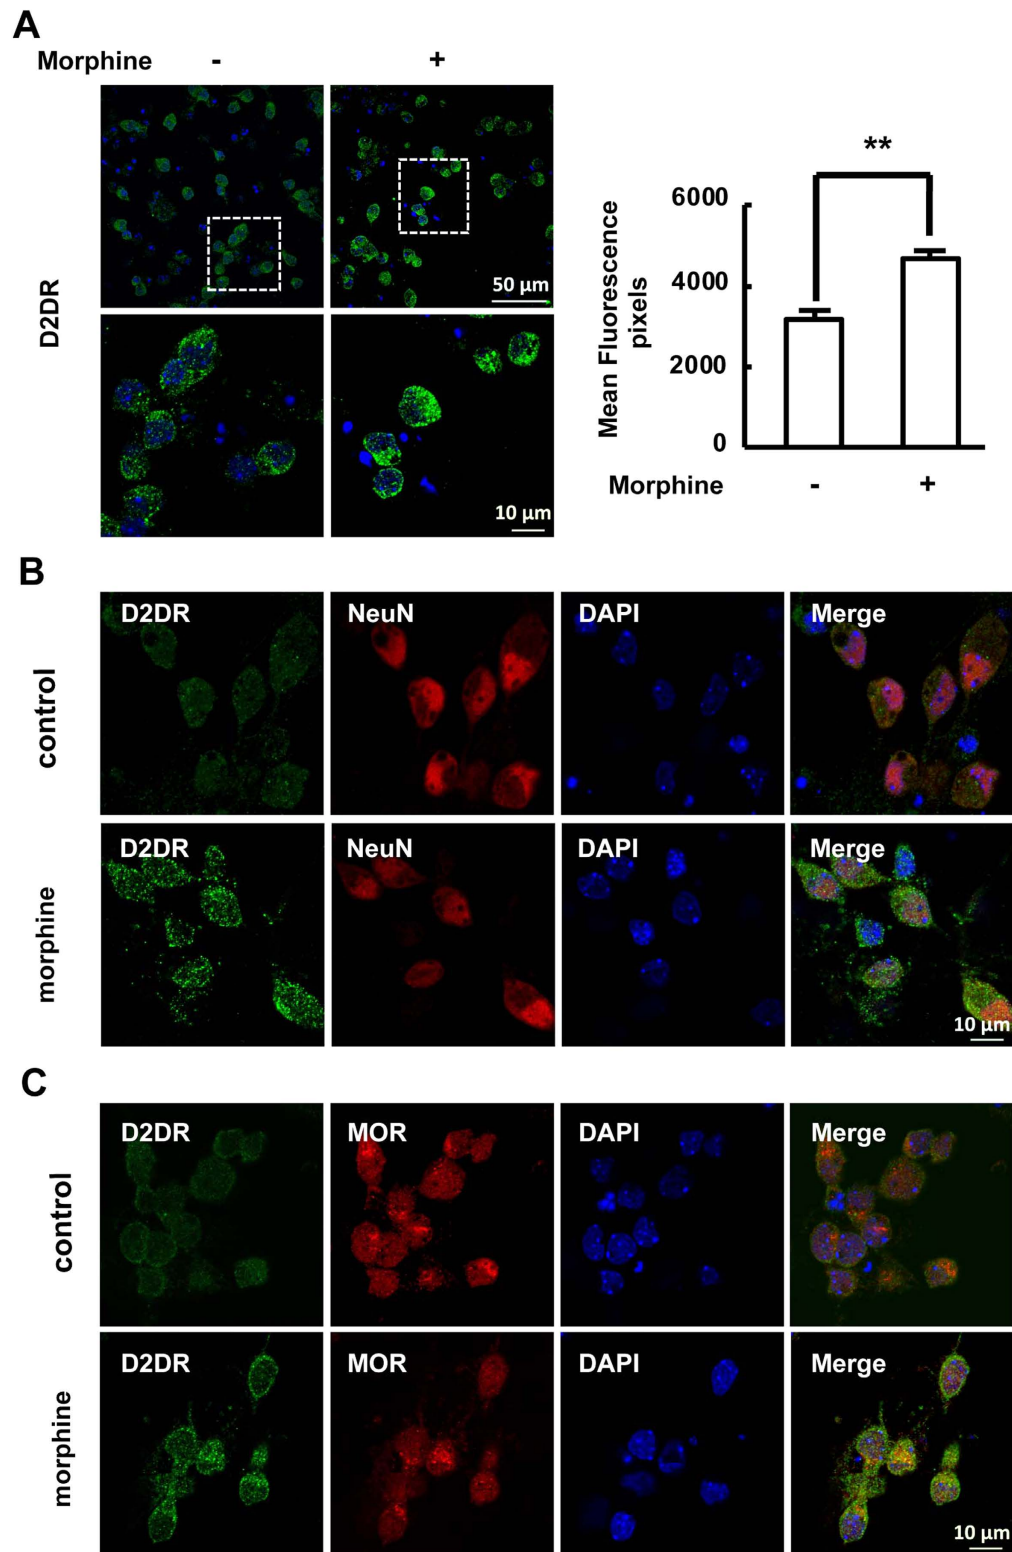 A
Morphine - +
D2DR
50 µm
10 µm
**
6000
4000
2000
0
Mean Fluorescence
pixels
Morphine - +
B
control
D2DR NeuN DAPI Merge
morphine
D2DR NeuN DAPI Merge
10 µm
C
control
D2DR MOR DAPI Merge
morphine
D2DR MOR DAPI Merge
10 µm